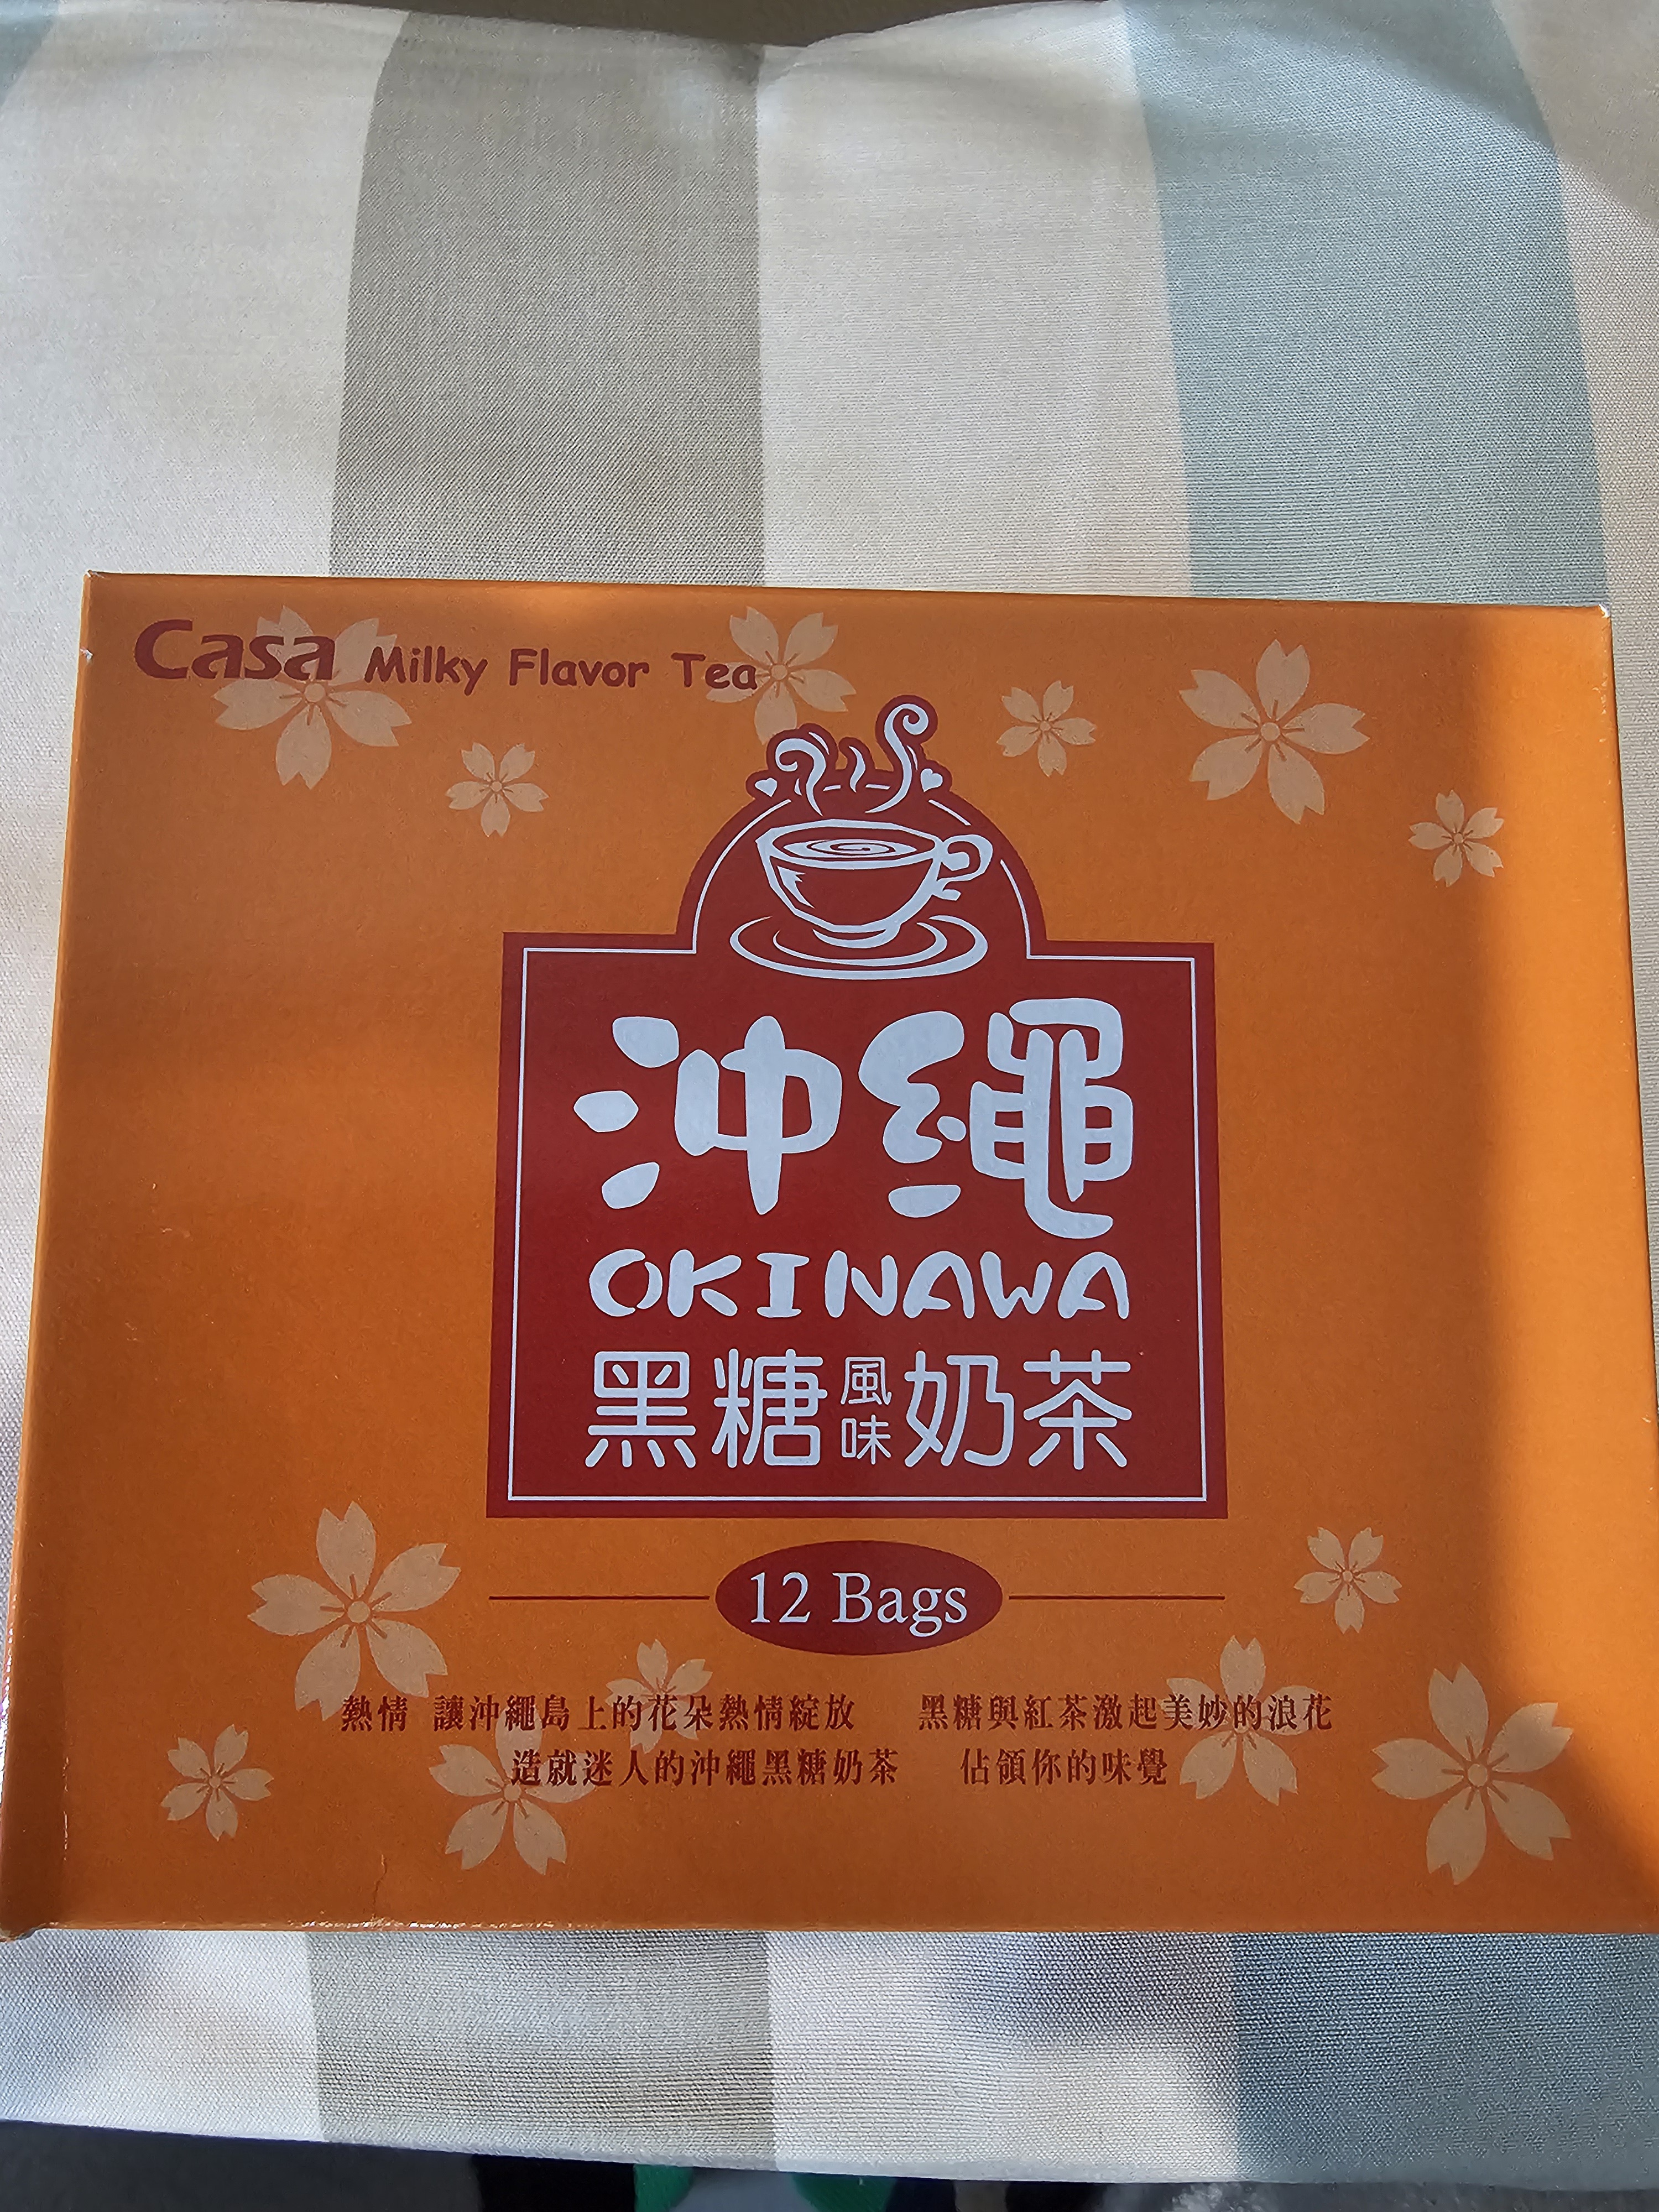 Casa Milky Flavor Tea
沖繩
OKINAWA
黑糖風味奶茶
12 Bags
熱情 讓沖繩島上的花朵熱情綻放 黑糖與紅茶激起美妙的浪花
造就迷人的沖繩黑糖奶茶 佔領你的味覺